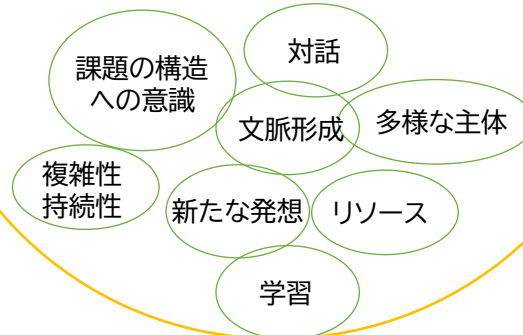 対話
課題の構造
への意識
文脈形成
多様な主体
複雑性
持続性
新たな発想
リソース
学習